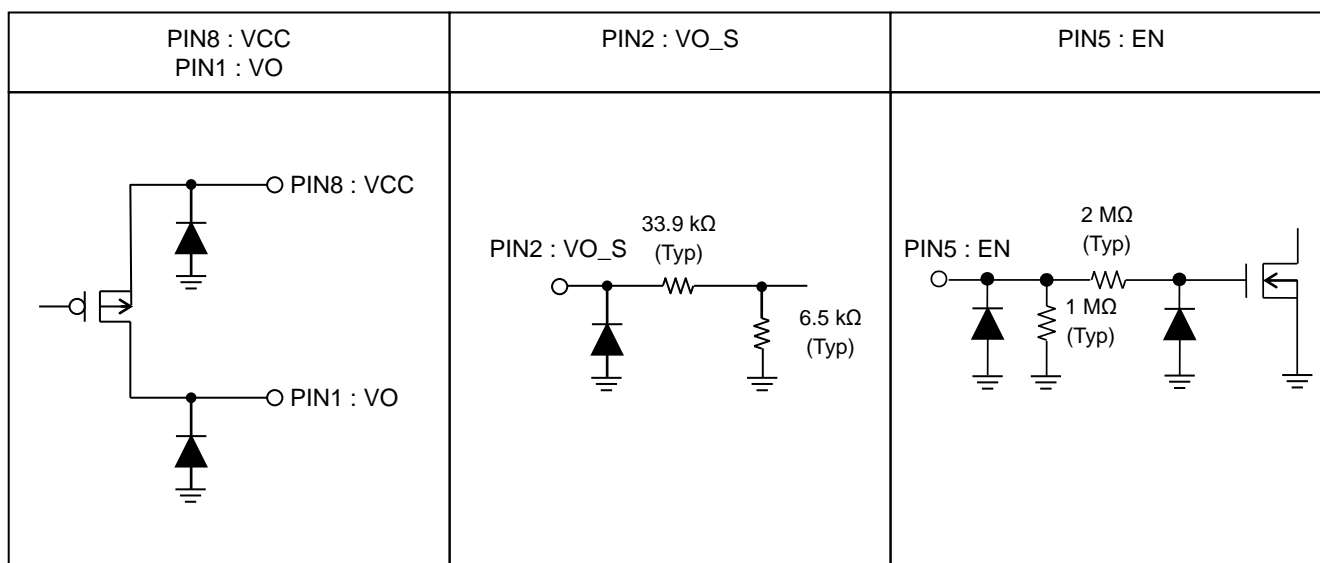 PIN8 : VCC
PIN1 : VO
PIN2 : VO_S
PIN5 : EN
PIN8 : VCC
PIN1 : VO
33.9 kΩ
(Typ)
PIN2 : VO_S
6.5 kΩ
(Typ)
2 MΩ
(Typ)
PIN5 : EN
1 MΩ
(Typ)